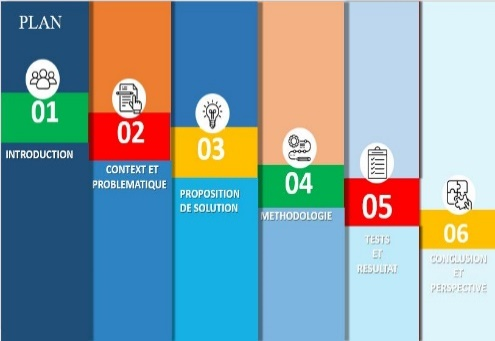 PLAN
01
INTRODUCTION
02
CONTEXT ET
PROBLEMATIQUE
03
PROPOSITION
DE SOLUTION
04
METHODOLOGIE
05
TESTS
ET
RESULTAT
06
CONCLUSION
ET
PERSPECTIVE